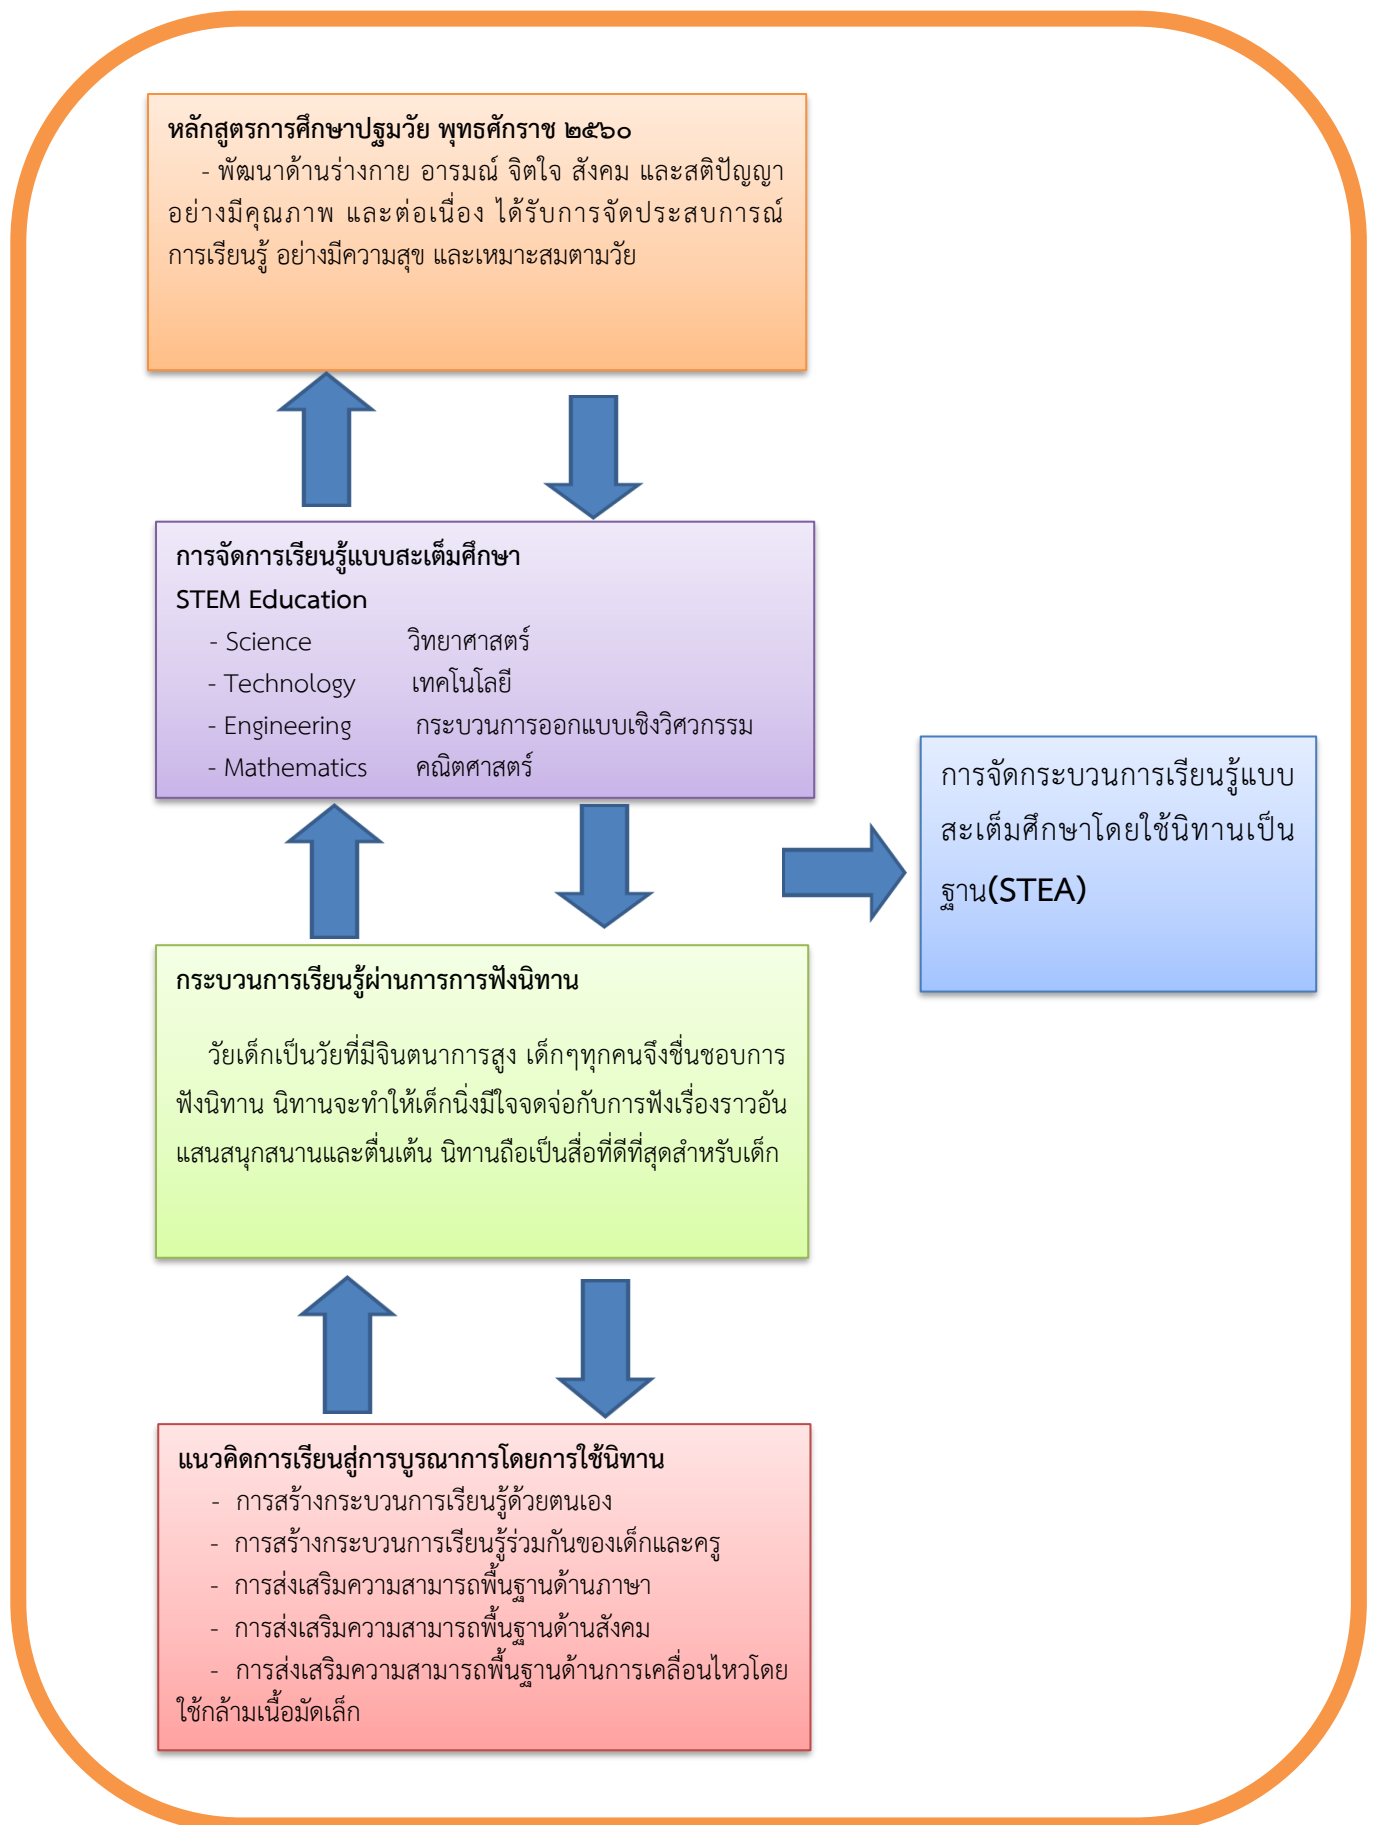 หลักสูตรการศึกษาปฐมวัย พุทธศักราช ๒๕๖๐
- พัฒนาด้านร่างกาย อารมณ์ จิตใจ สังคม และสติปัญญา
อย่างมีคุณภาพ และต่อเนื่อง ได้รับการจัดประสบการณ์
การเรียนรู้ อย่างมีความสุข และเหมาะสมตามวัย
การจัดการเรียนรู้แบบสะเต็มศึกษา
STEM Education
- Science วิทยาศาสตร์
- Technology เทคโนโลยี
- Engineering กระบวนการออกแบบเชิงวิศวกรรม
- Mathematics คณิตศาสตร์
การจัดกระบวนการเรียนรู้แบบ
สะเต็มศึกษาโดยใช้นิทานเป็น
ฐาน(STEA)
กระบวนการเรียนรู้ผ่านการการฟังนิทาน
วัยเด็กเป็นวัยที่มีจินตนาการสูง เด็กๆทุกคนจึงชื่นชอบการ
ฟังนิทาน นิทานจะทำให้เด็กนิ่งมีใจจดจ่อกับการฟังเรื่องราวอัน
แสนสนุกสนานและตื่นเต้น นิทานถือเป็นสื่อที่ดีที่สุดสำหรับเด็ก
แนวคิดการเรียนสู่การบูรณาการโดยการใช้นิทาน
- การสร้างกระบวนการเรียนรู้ด้วยตนเอง
- การสร้างกระบวนการเรียนรู้ร่วมกันของเด็กและครู
- การส่งเสริมความสามารถพื้นฐานด้านภาษา
- การส่งเสริมความสามารถพื้นฐานด้านสังคม
- การส่งเสริมความสามารถพื้นฐานด้านการเคลื่อนไหวโดย
ใช้กล้ามเนื้อมัดเล็ก